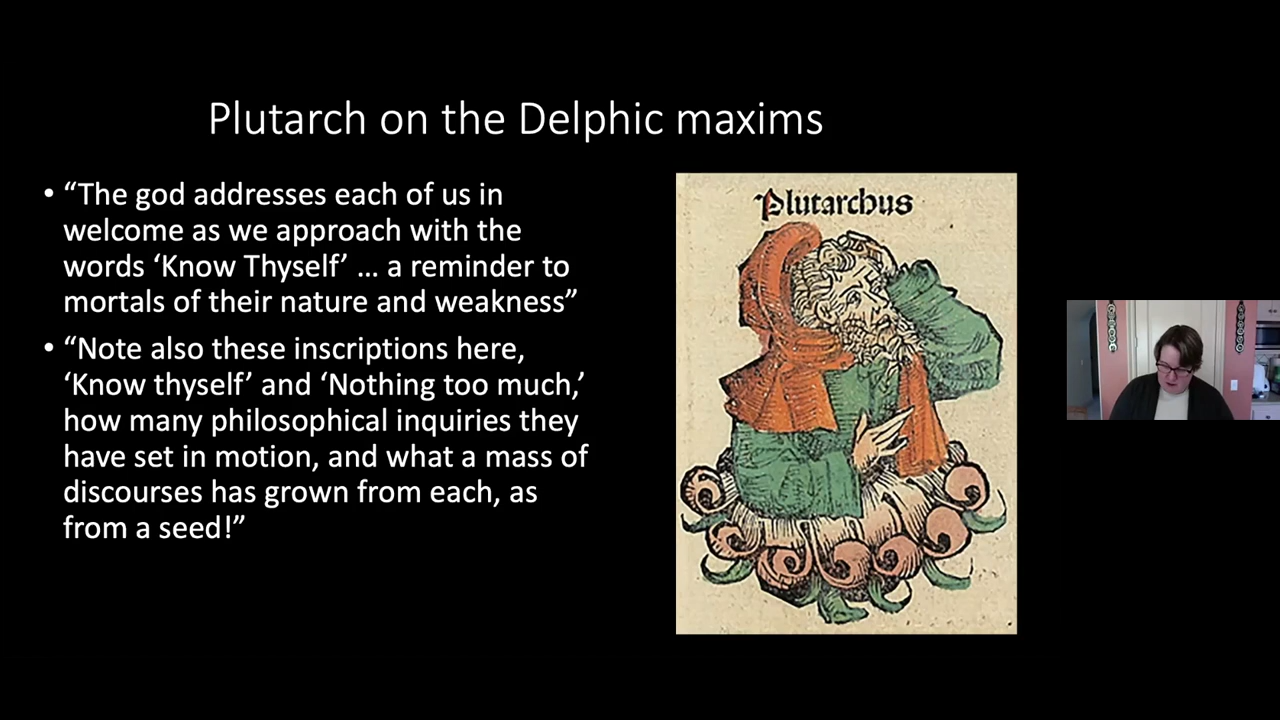 Plutarch on the Delphic maxims
• “The god addresses each of us in
welcome as we approach with the
words ‘Know Thyself’ … a reminder to
mortals of their nature and weakness”
• “Note also these inscriptions here,
‘Know thyself’ and ‘Nothing too much,’
how many philosophical inquiries they
have set in motion, and what a mass of
discourses has grown from each, as
from a seed!”
Plutarchus